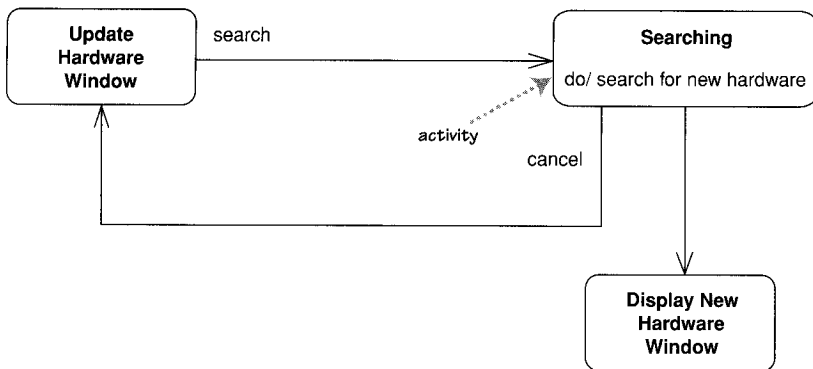 Update
Hardware
Window
search
Searching
do/ search for new hardware
activity
cancel
Display New
Hardware
Window